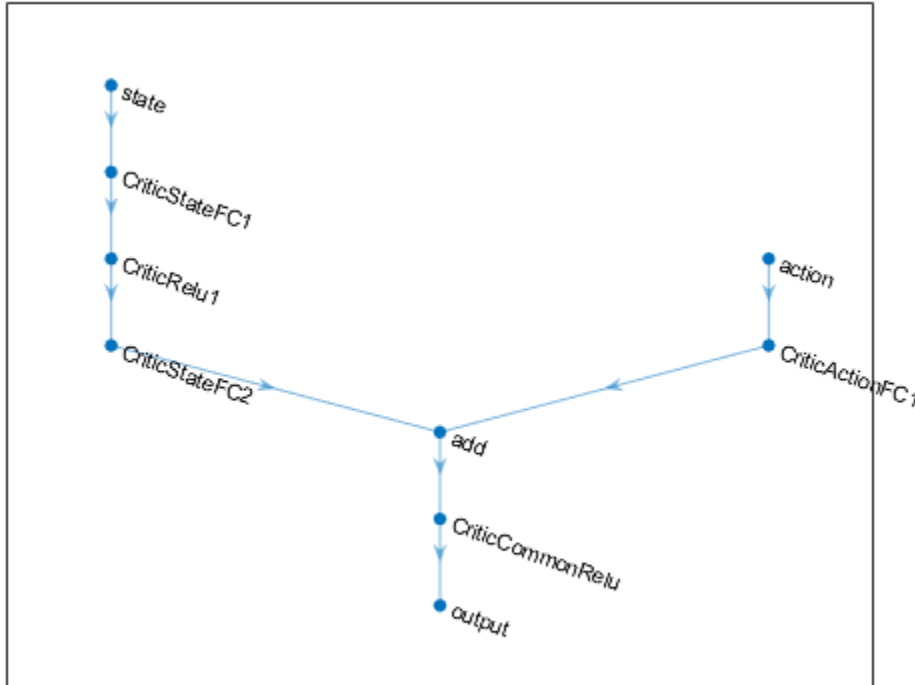 state
CriticStateFC1
CriticRelu1
action
CriticStateFC2
CriticActionFC1
add
CriticCommonRelu
output